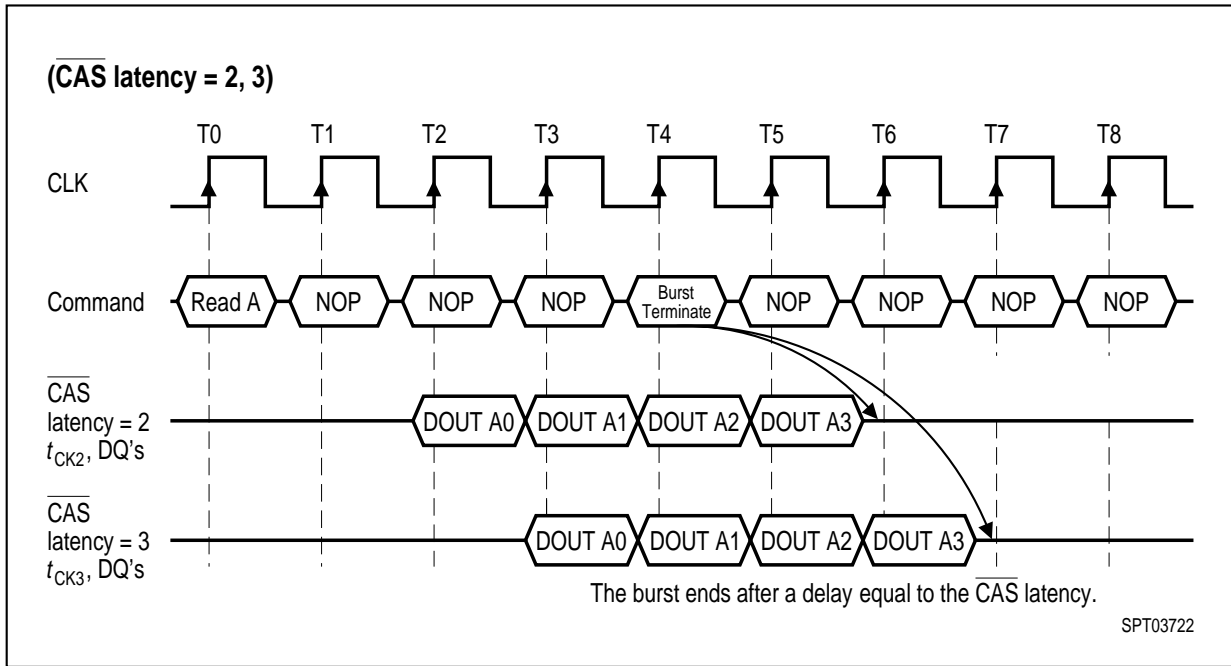 (CAS latency = 2, 3)
T0 T1 T2 T3 T4 T5 T6 T7 T8
CLK
Command Read A NOP NOP NOP Burst Terminate NOP NOP NOP NOP
CAS
latency = 2
tCK2, DQ's
DOUT A0 DOUT A1 DOUT A2 DOUT A3
CAS
latency = 3
tCK3, DQ's
DOUT A0 DOUT A1 DOUT A2 DOUT A3
The burst ends after a delay equal to the CAS latency.
SPT03722